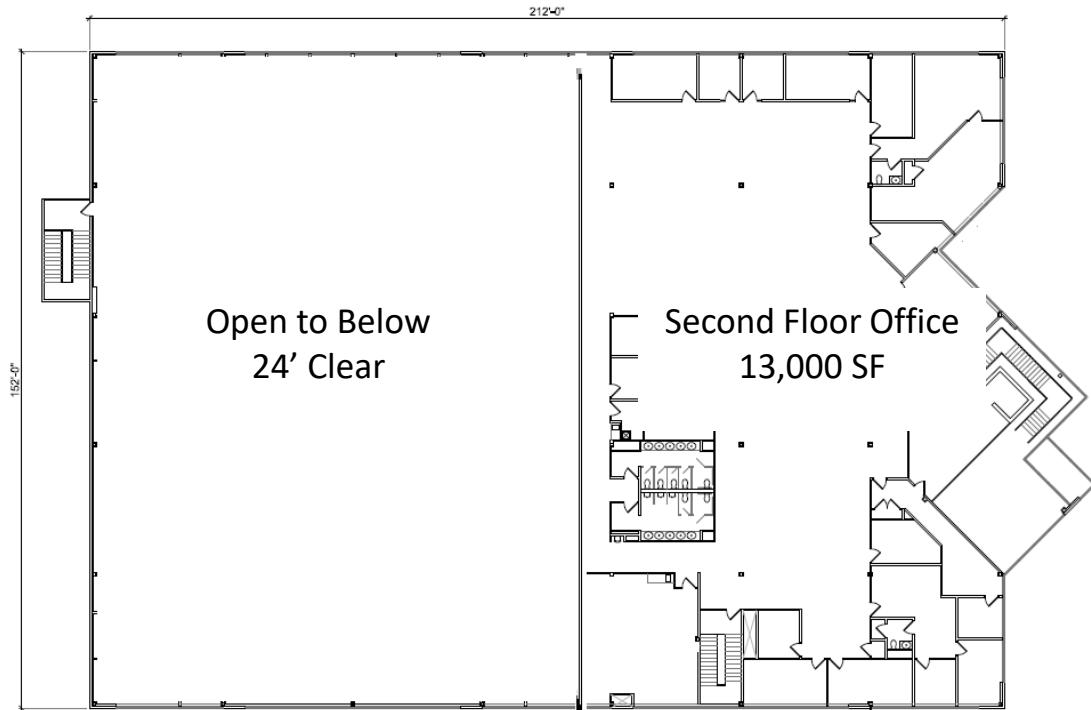 212'-0"
152'-0"
Open to Below
24’ Clear
Second Floor Office
13,000 SF